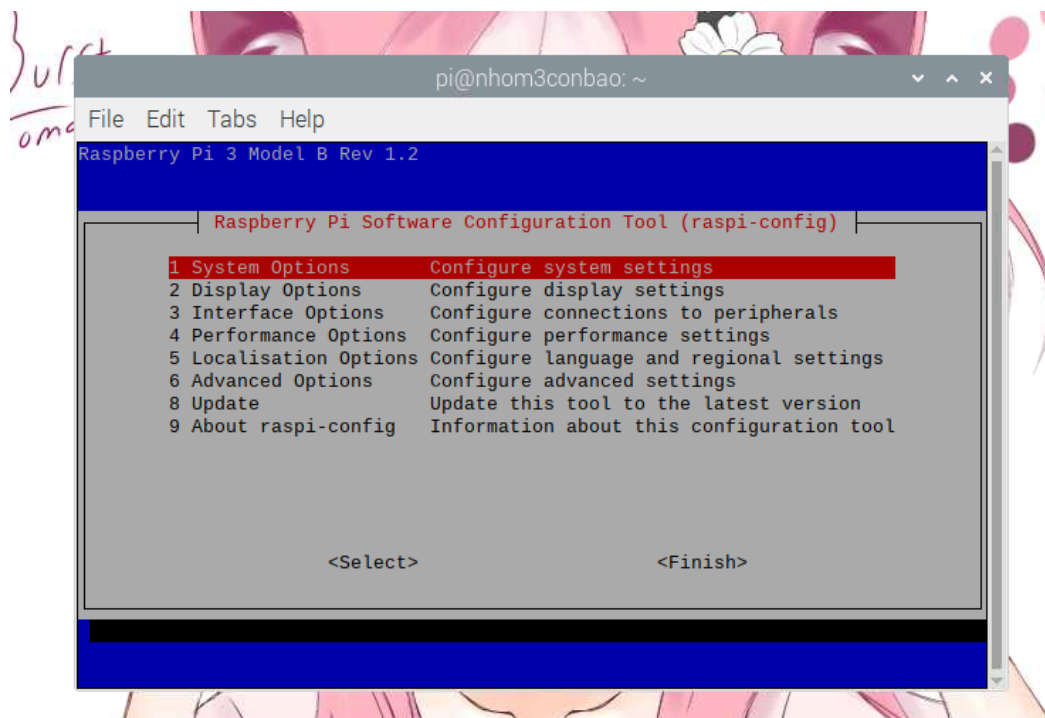 Burst
pi@nhom3conbao: ~
File Edit Tabs Help
Raspberry Pi 3 Model B Rev 1.2
Raspberry Pi Software Configuration Tool (raspi-config)
1 System Options Configure system settings
2 Display Options Configure display settings
3 Interface Options Configure connections to peripherals
4 Performance Options Configure performance settings
5 Localisation Options Configure language and regional settings
6 Advanced Options Configure advanced settings
8 Update Update this tool to the latest version
9 About raspi-config Information about this configuration tool
<Select> <Finish>